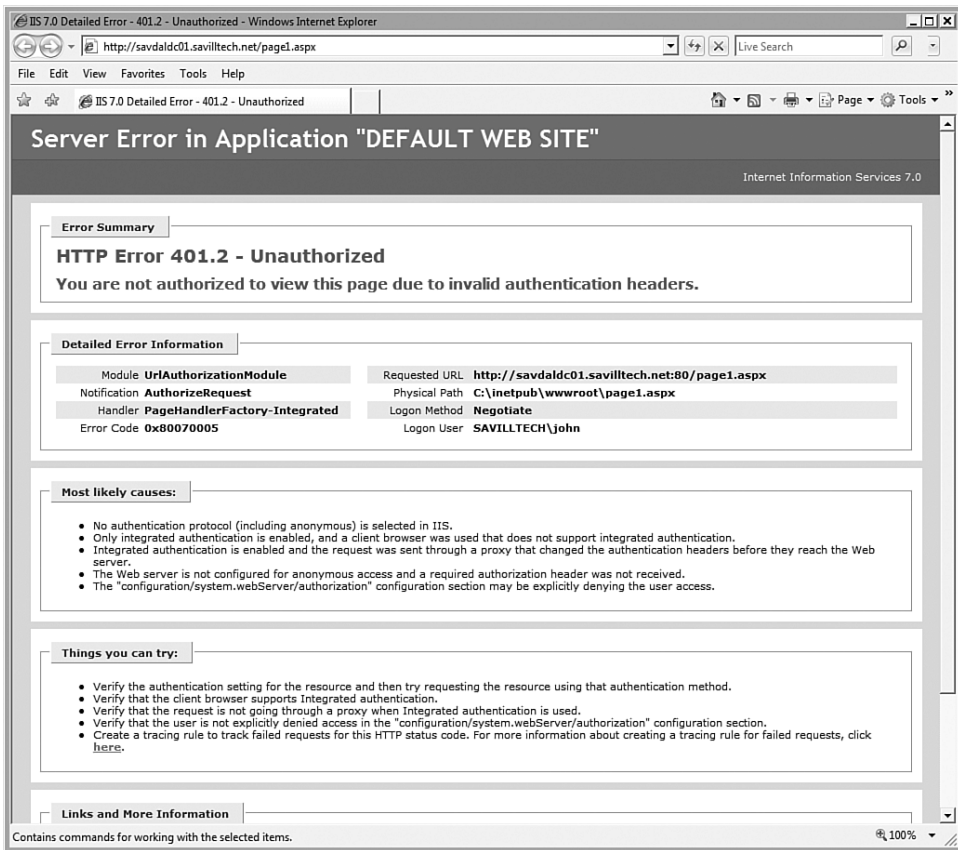 IIS 7.0 Detailed Error - 401.2 - Unauthorized - Windows Internet Explorer
http://savdaldc01.savilltech.net/page1.aspx
Live Search
File Edit View Favorites Tools Help
IIS 7.0 Detailed Error - 401.2 - Unauthorized
Page Tools »
Server Error in Application "DEFAULT WEB SITE"
Internet Information Services 7.0
Error Summary
HTTP Error 401.2 - Unauthorized
You are not authorized to view this page due to invalid authentication headers.
Detailed Error Information
Module UrlAuthorizationModule
Notification AuthorizeRequest
Handler PageHandlerFactory-Integrated
Error Code 0x80070005
Requested URL http://savdaldc01.savilltech.net:80/page1.aspx
Physical Path C:\inetpub\wwwroot\page1.aspx
Logon Method Negotiate
Logon User SAVILLTECH\john
Most likely causes:
• No authentication protocol (including anonymous) is selected in IIS.
• Only integrated authentication is enabled, and a client browser was used that does not support integrated authentication.
• Integrated authentication is enabled and the request was sent through a proxy that changed the authentication headers before they reach the Web
server.
• The Web server is not configured for anonymous access and a required authorization header was not received.
• The "configuration/system.webServer/authorization" configuration section may be explicitly denying the user access.
Things you can try:
• Verify the authentication setting for the resource and then try requesting the resource using that authentication method.
• Verify that the client browser supports Integrated authentication.
• Verify that the request is not going through a proxy when Integrated authentication is used.
• Verify that the user is not explicitly denied access in the "configuration/system.webServer/authorization" configuration section.
• Create a tracing rule to track failed requests for this HTTP status code. For more information about creating a tracing rule for failed requests, click
here.
Links and More Information
Contains commands for working with the selected items.
100%